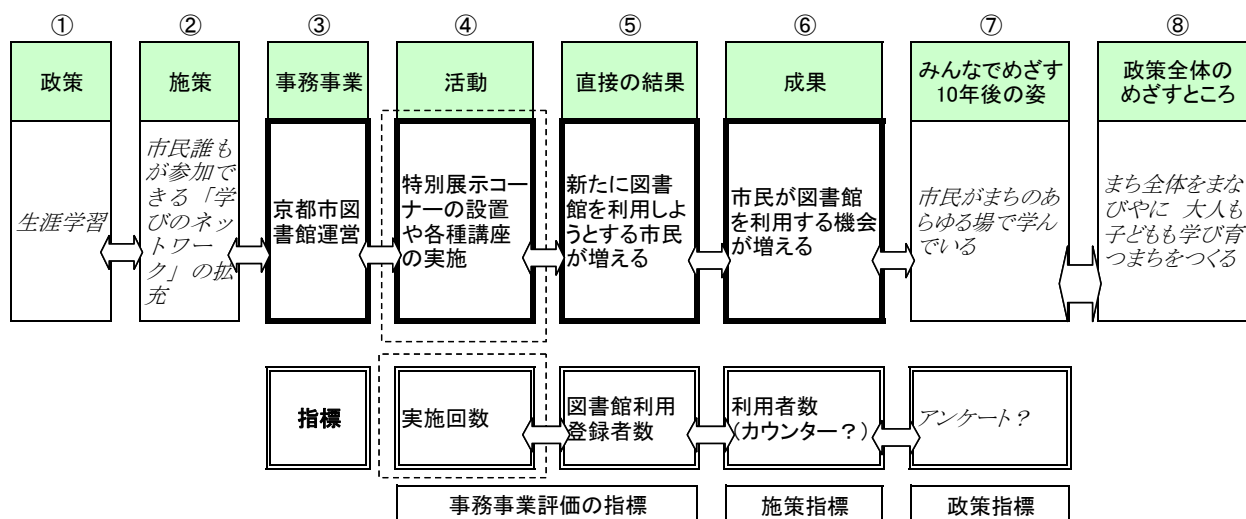 ①
②
③
④
⑤
⑥
⑦
⑧
政策
施策
事務事業
活動
直接の結果
成果
みんなでめざす
10年後の姿
政策全体の
めざすところ
生涯学習
市民誰も
が参加で
きる「学
びのネッ
トワー
ク」の拡
充
京都市図
書館運営
特別展示コー
ナーの設置
や各種講座
の実施
新たに図書
館を利用しよ
うとする市民
が増える
市民が図書館
を利用する機会
が増える
市民がまちのあ
らゆる場で学ん
でいる
まち全体をまな
びやに 大人も
子どもも学び育
つまちをつくる
指標
実施回数
図書館利用
登録者数
利用者数
(カウンター?)
アンケート?
事務事業評価の指標
施策指標
政策指標